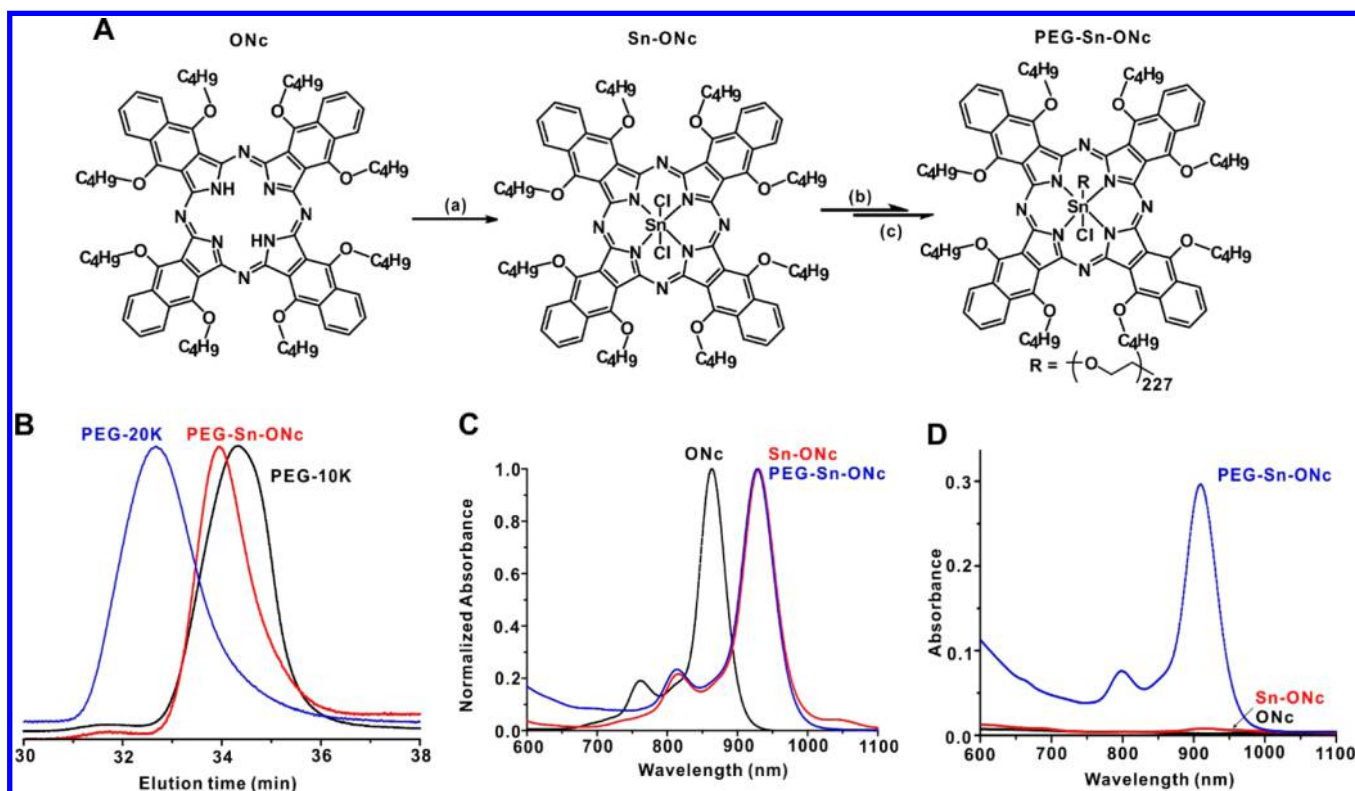 A
ONc
Sn-ONc
PEG-Sn-ONc
C4H9
C4H9
C4H9
C4H9
C4H9
C4H9
O
O
O
O
O
O
C4H9
C4H9
C4H9
C4H9
C4H9
C4H9
O
O
O
O
O
O
N
N
N
NH
N
N
N
N
N
R
Cl
N
N
(a)
N
Sn
N
(b)
N
Sn
N
(c)
N
HN
Cl
N
N
Cl
N
N
N
N
N
N
C4H9
O
O
C4H9
C4H9
O
O
C4H9
C4H9
O
O
C4H9
O
O
O
O
O
O
C4H9
C4H9
C4H9
C4H9
C4H9
C4H9
R = (O)227
B
PEG-20K
PEG-Sn-ONc
PEG-10K
30 32 34 36 38
Elution time (min)
C
ONc
Sn-ONc
PEG-Sn-ONc
1.0
0.8
0.6
0.4
0.2
0.0
Normalized Absorbance
600 700 800 900 1000 1100
Wavelength (nm)
D
PEG-Sn-ONc
Sn-ONc
ONc
0.3
0.2
0.1
0.0
Absorbance
600 700 800 900 1000 1100
Wavelength (nm)